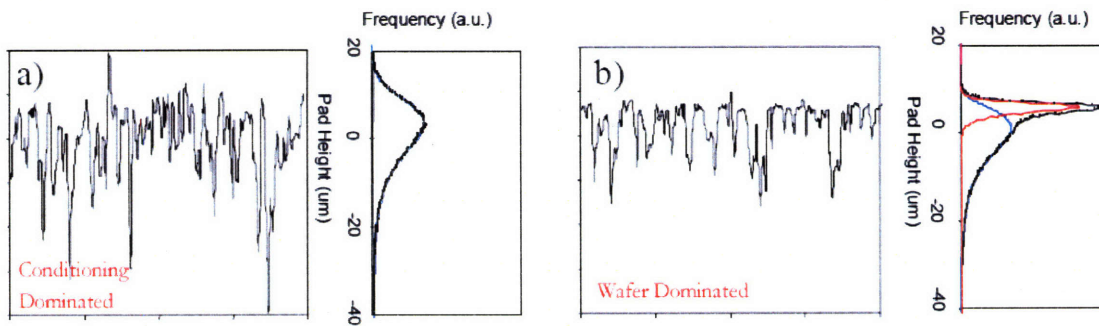 Frequency (a.u.)
a)
20
0
-20
-40
Pad Height (um)
Conditioning
Dominated
Frequency (a.u.)
b)
20
0
-20
-40
Pad Height (um)
Wafer Dominated